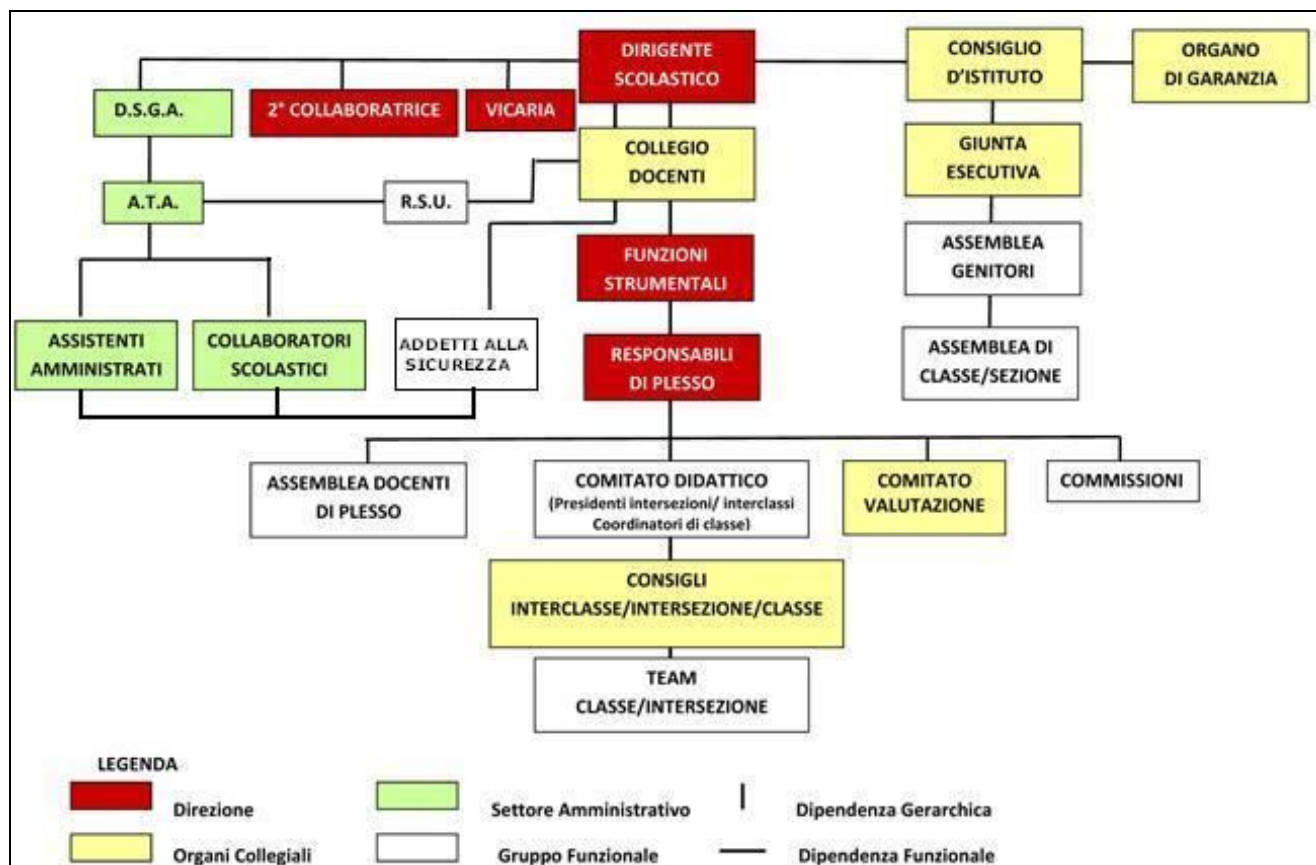 DIRIGENTE
SCOLASTICO
CONSIGLIO
D'ISTITUTO
ORGANO
DI GARANZIA
D.S.G.A.
2° COLLABORATRICE
VICARIA
COLLEGIO
DOCENTI
GIUNTA
ESECUTIVA
A.T.A.
R.S.U.
FUNZIONI
STRUMENTALI
ASSEMBLEA
GENITORI
ASSISTENTI
AMMINISTRATI
COLLABORATORI
SCOLASTICI
ADDETTI ALLA
SICUREZZA
RESPONSABILI
DI PLESSO
ASSEMBLEA DI
CLASSE/SEZIONE
ASSEMBLEA DOCENTI
DI PLESSO
COMITATO DIDATTICO
(Presidenti intersezioni/ interclassi
Coordinatori di classe)
COMITATO
VALUTAZIONE
COMMISSIONI
CONSIGLI
INTERCLASSE/INTERSEZIONE/CLASSE
TEAM
CLASSE/INTERSEZIONE
LEGENDA
Direzione
Settore Amministrativo
Dipendenza Gerarchica
Organi Collegiali
Gruppo Funzionale
Dipendenza Funzionale